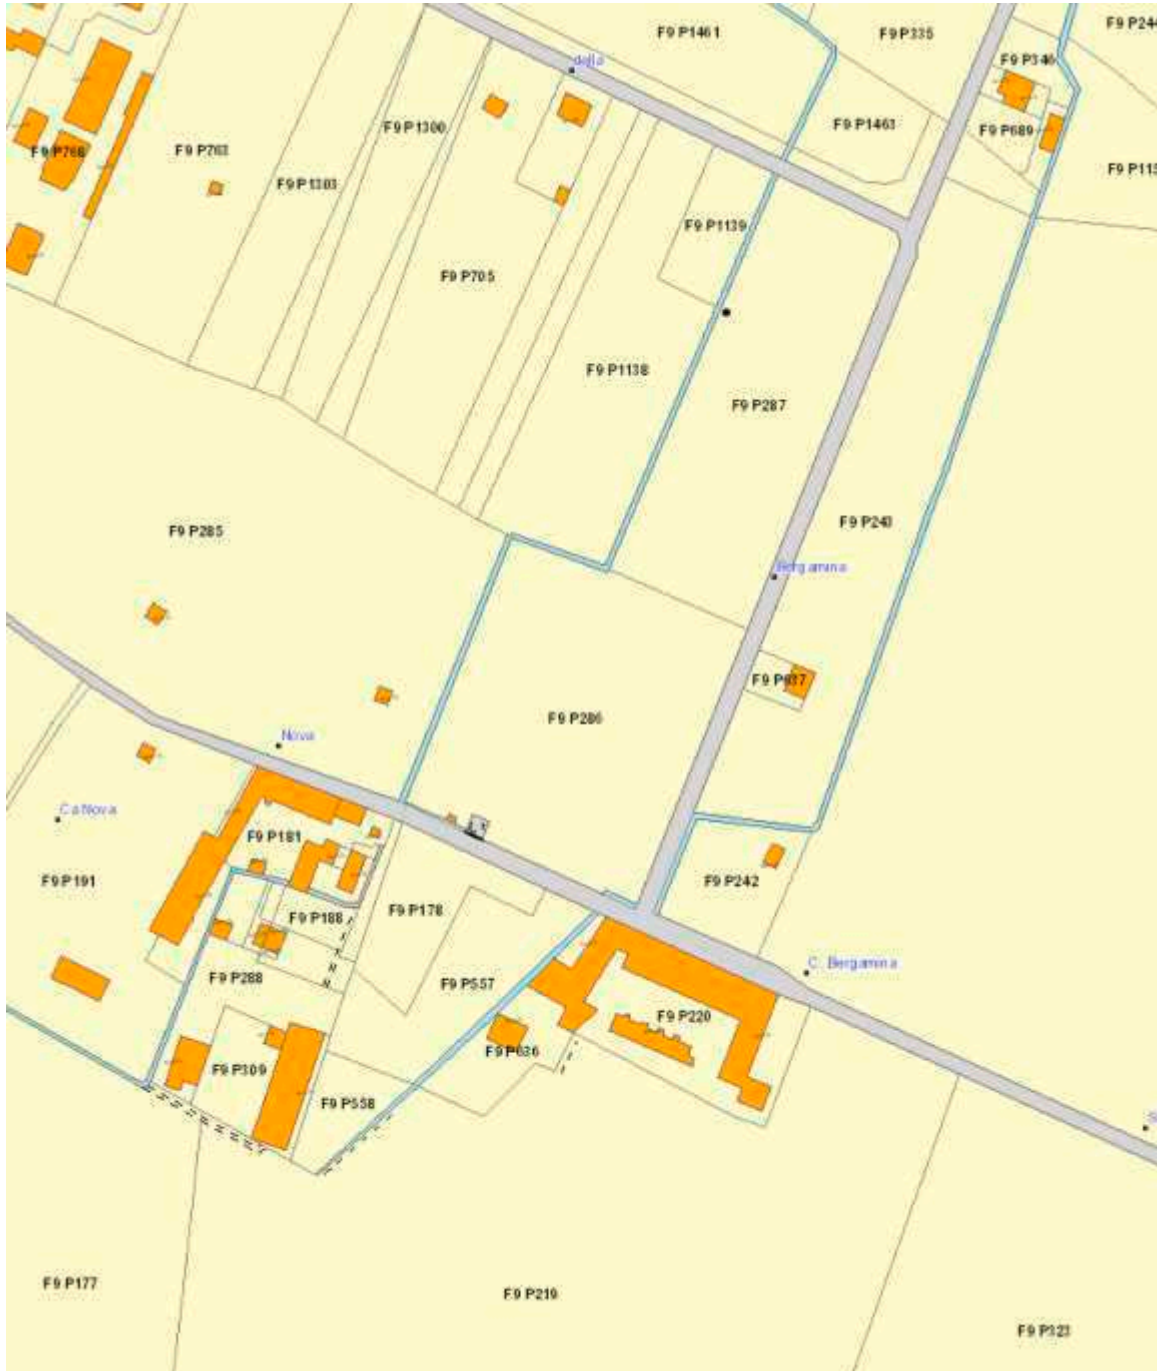 F9 P1461
F9 P335
F9 P244
della
F9 P346
F9 P1300
F9 P1463
F9 P689
F9 P768
F9 P763
F9 P115
F9 P1303
F9 P1139
F9 P705
F9 P1138
F9 P287
F9 P285
F9 P243
Bergamina
F9 P637
F9 P286
Nova
Ca Nova
F9 P181
F9 P191
F9 P242
F9 P188
F9 P178
C. Bergamina
F9 P288
F9 P557
F9 P220
F9 P636
F9 P309
F9 P558
S
F9 P177
F9 P219
F9 P323